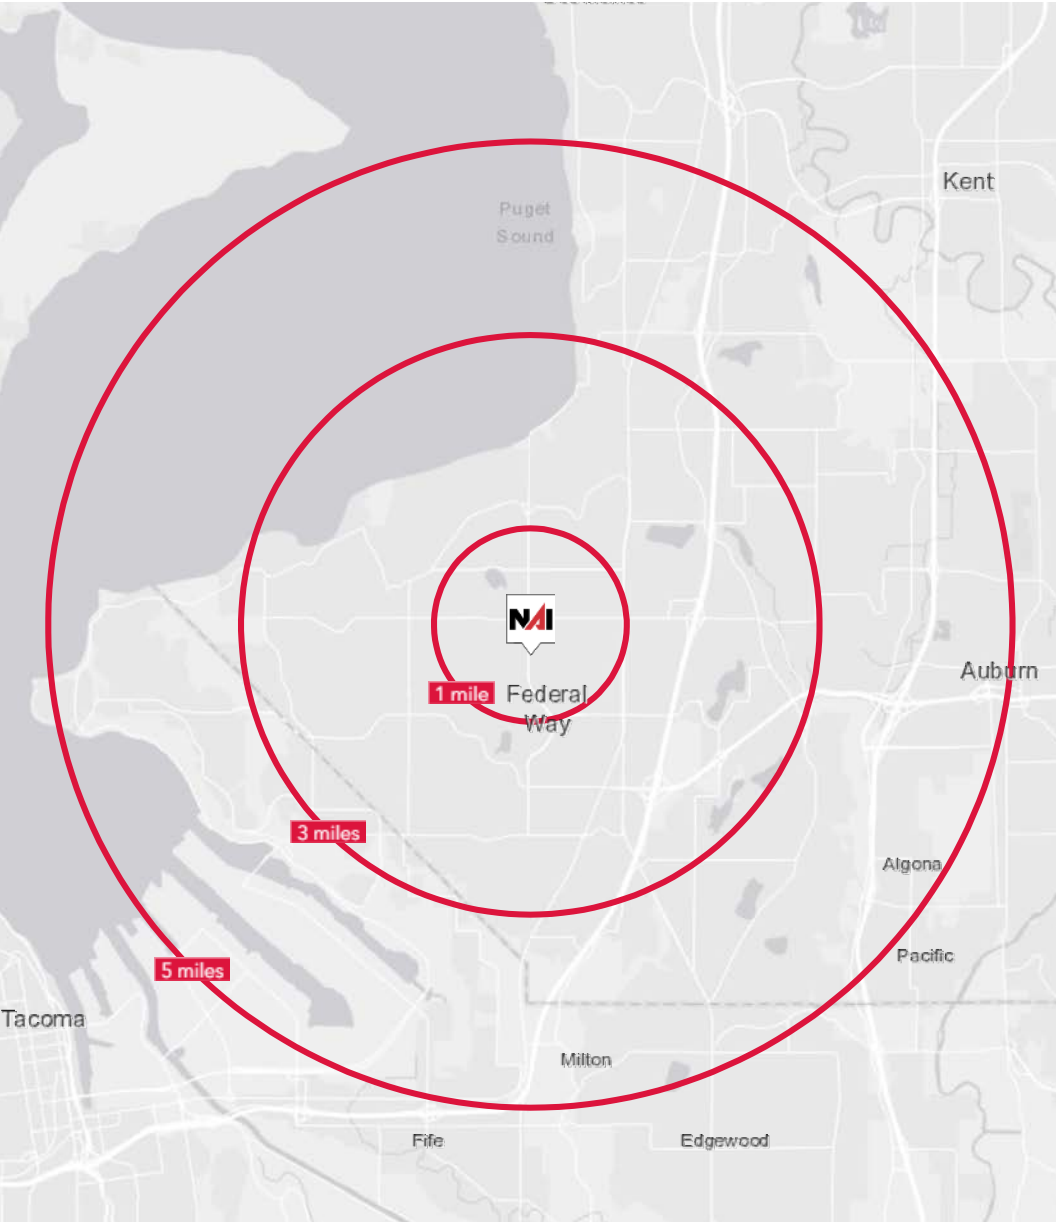 Kent
Puget
Sound
NAI
Auburn
1 mile
Federal
Way
3 miles
Algona
Pacific
5 miles
Tacoma
Milton
Fife
Edgewood